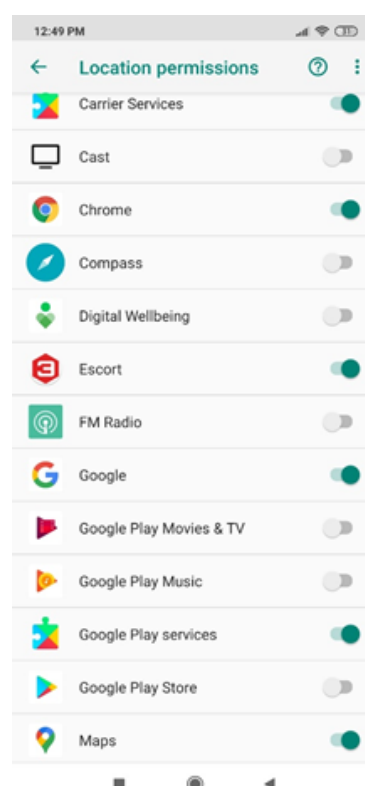 12:49 PM
Location permissions
Carrier Services
Cast
Chrome
Compass
Digital Wellbeing
Escort
FM Radio
Google
Google Play Movies & TV
Google Play Music
Google Play services
Google Play Store
Maps